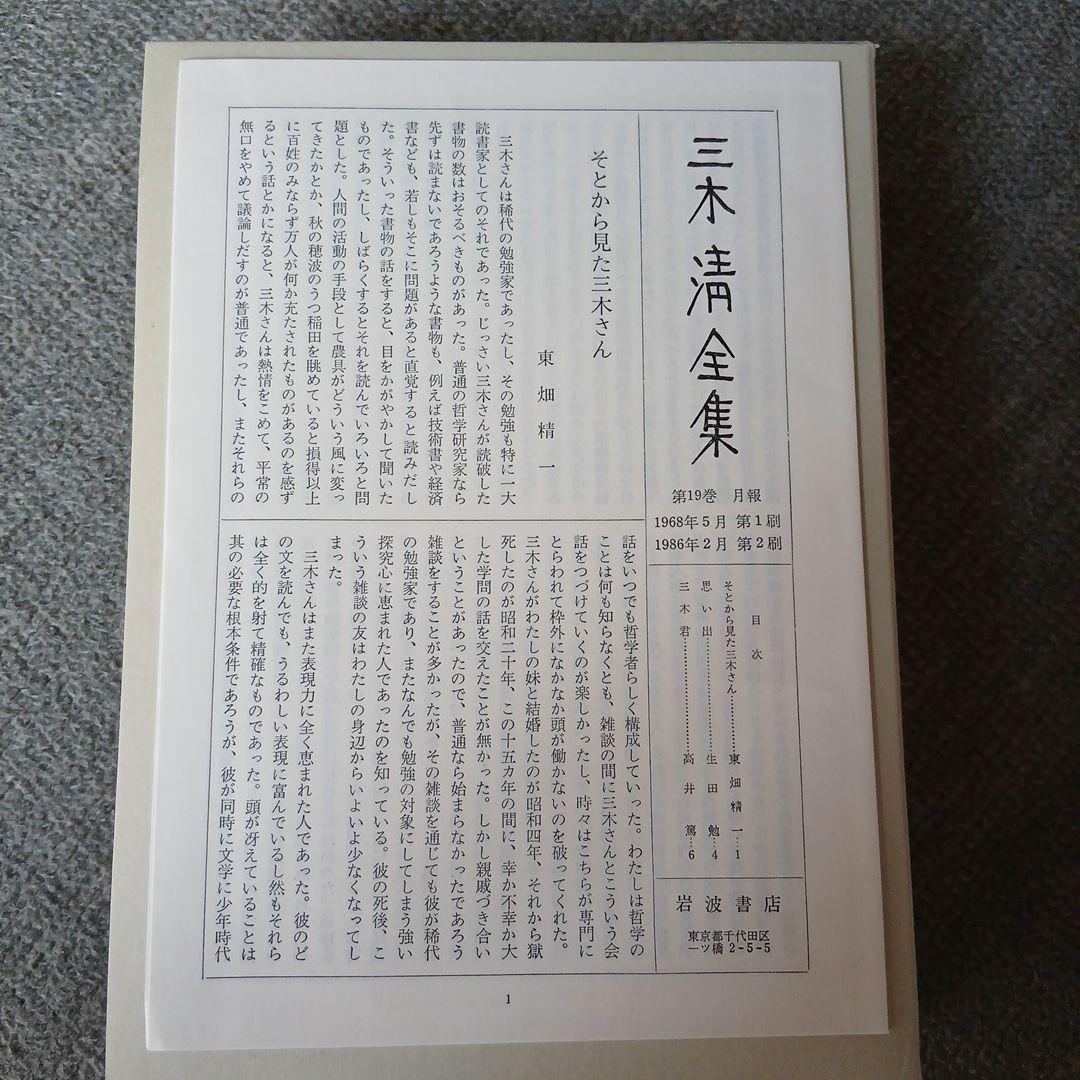 三木清全集
第19巻 月報
1968年5月 第1刷
1986年2月 第2刷
目次
そとから見た三木さん…………東畑精一…1
思い出…………………生田勉…4
三木君…………………高井篤…6
岩波書店
東京都千代田区
一ツ橋2-5-5
そとから見た三木さん
東畑精一
三木さんは稀代の勉強家であったし、その勉強も特に一大
読書家としてのそれであった。じっさい三木さんが読破した
書物の数はおそるべきものがあった。普通の哲学研究家なら
先ずは読まないであろうような書物も、例えば技術書や経済
書なども、若しもそこに問題があると直覚すると読みだし
た。そういった書物の話をすると、目をかがやかして聞いた
ものであったし、しばらくするとそれを読んでいろいろと問
題とした。人間の活動の手段として農具がどういう風に変っ
てきたかとか、秋の穂波のうつ稲田を眺めていると損得以上
に百姓のみならず万人が何か充たされたものがあるのを感ず
るという話とかになると、三木さんは熱情をこめて、平常の
無口をやめて議論しだすのが普通であったし、またそれらの
話をいつでも哲学者らしく構成していった。わたしは哲学の
ことは何も知らなくとも、雑談の間に三木さんとこういう会
話をつづけていくのが楽しかったし、時々はこちらが専門に
とらわれて枠外になかなか頭が働かないのを破ってくれた。
三木さんがわたしの妹と結婚したのが昭和四年、それから獄
死したのが昭和二十年、この十五カ年の間に、幸か不幸か大
した学問の話を交えたことが無かった。しかし親戚づき合い
ということがあったので、普通なら始まらなかったであろう
雑談をすることが多かったが、その雑談を通じても彼が稀代
の勉強家であり、またなんでも勉強の対象にしてしまう強い
探究心に恵まれた人であったのを知っている。彼の死後、こ
ういう雑談の友はわたしの身辺からいよいよ少なくなってし
まった。
三木さんはまた表現力に全く恵まれた人であった。彼のど
の文を読んでも、うるわしい表現に富んでいるし然もそれら
は全く的を射て精確なものであった。頭が冴えていることは
其の必要な根本条件であろうが、彼が同時に文学に少年時代
1